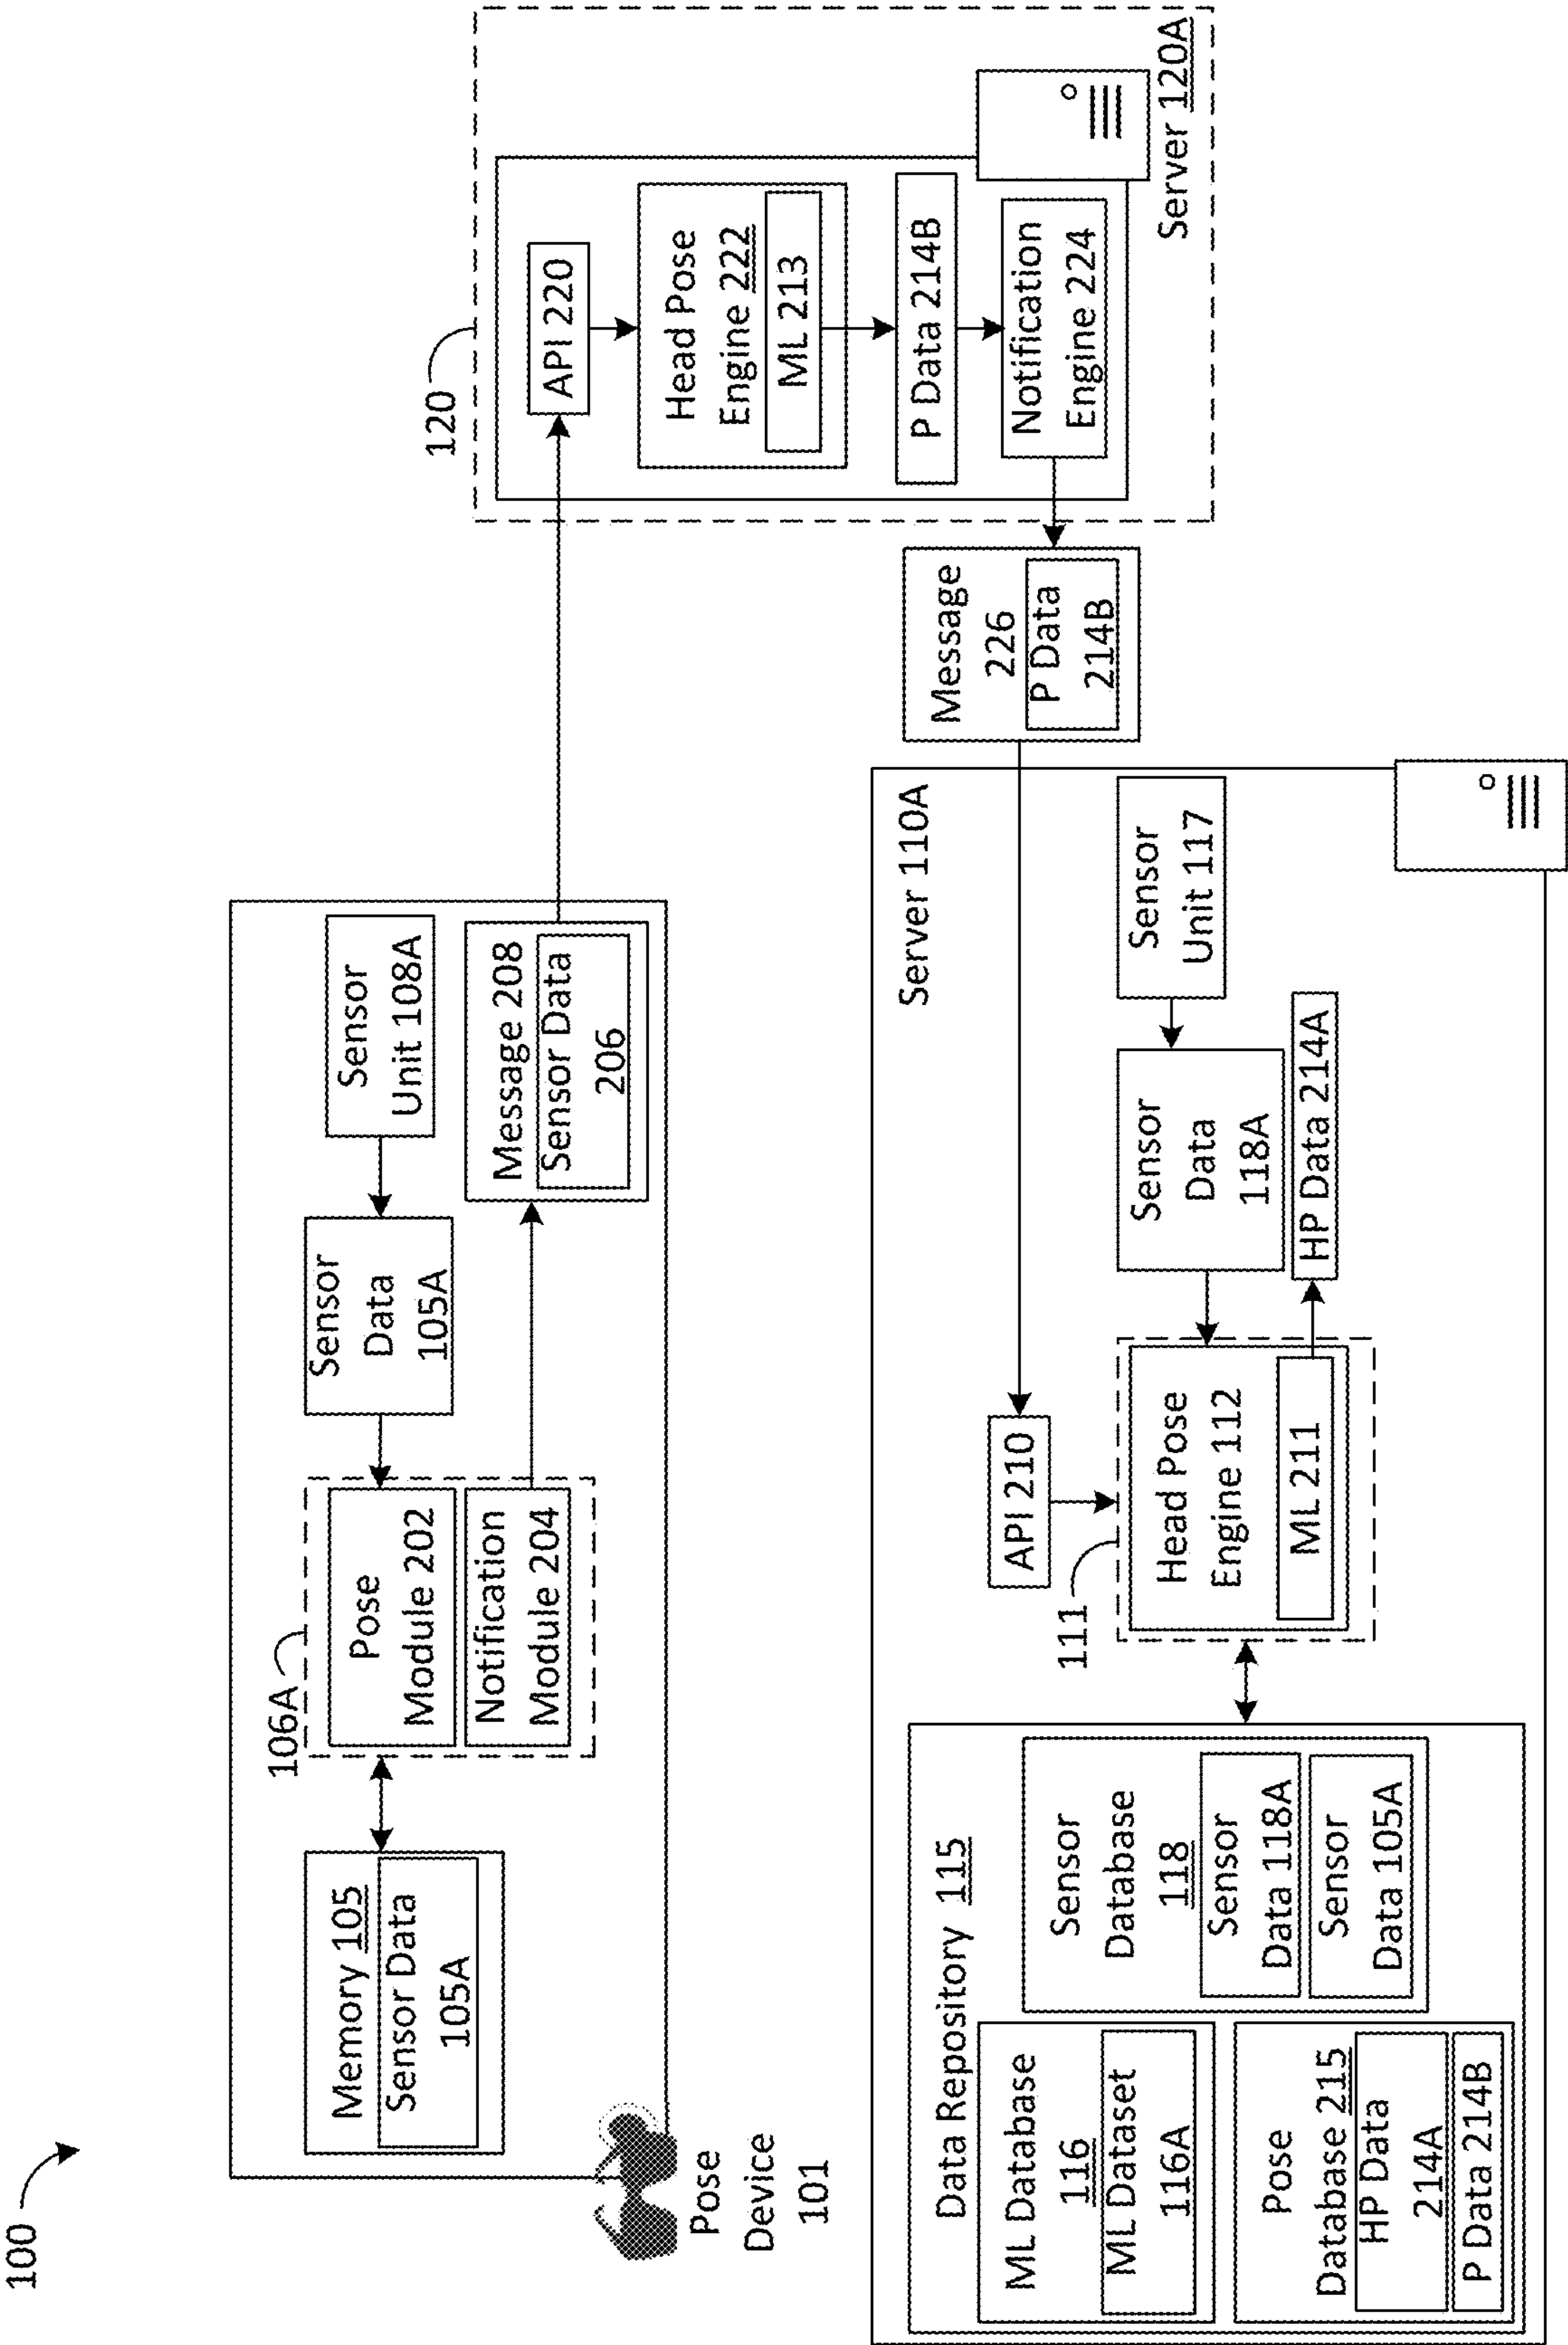 100
Memory 105
Sensor Data
105A
106A
Pose
Module 202
Notification
Module 204
Sensor
Data
105A
Sensor
Unit 108A
Message 208
Sensor Data
206
Pose
Device
101
120
API 220
Head Pose
Engine 222
ML 213
P Data 214B
Notification
Engine 224
Server 120A
Message
226
P Data
214B
Server 110A
Data Repository 115
ML Database
116
ML Dataset
116A
Sensor
Database
118
Sensor
Data 118A
Sensor
Data 105A
Pose
Database 215
HP Data
214A
P Data 214B
API 210
111
Head Pose
Engine 112
ML 211
Sensor
Data
118A
Sensor
Unit 117
HP Data 214A